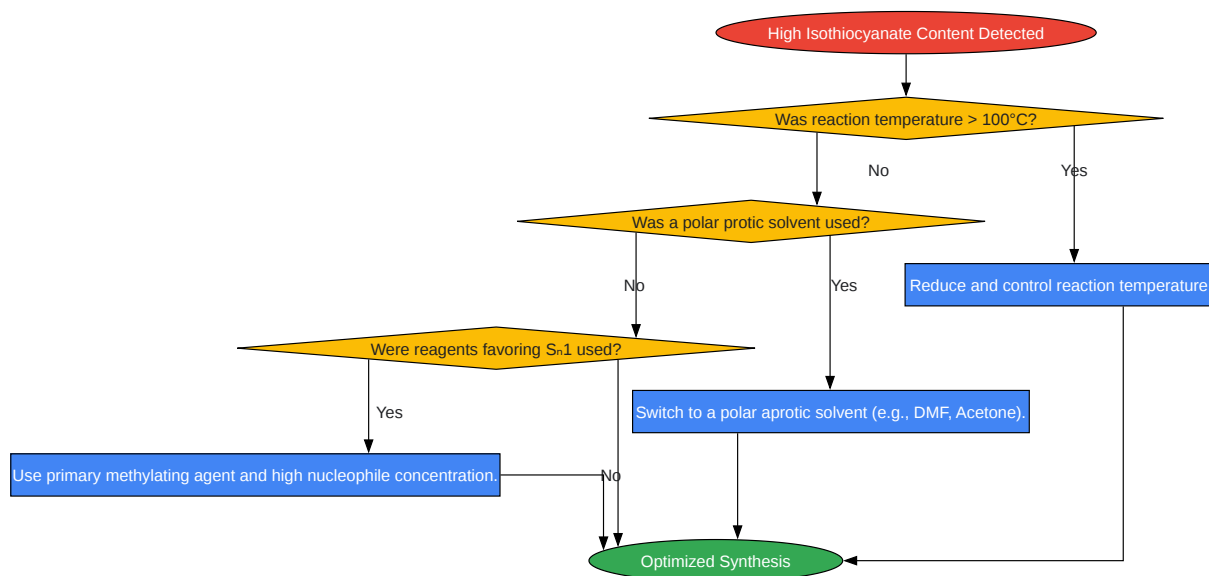 High Isothiocyanate Content Detected
Was reaction temperature > 100°C?
No
Yes
Was a polar protic solvent used?
No
Yes
Reduce and control reaction temperature
Were reagents favoring Sₙ1 used?
Yes
Switch to a polar aprotic solvent (e.g., DMF, Acetone).
Use primary methylating agent and high nucleophile concentration.
No
Optimized Synthesis